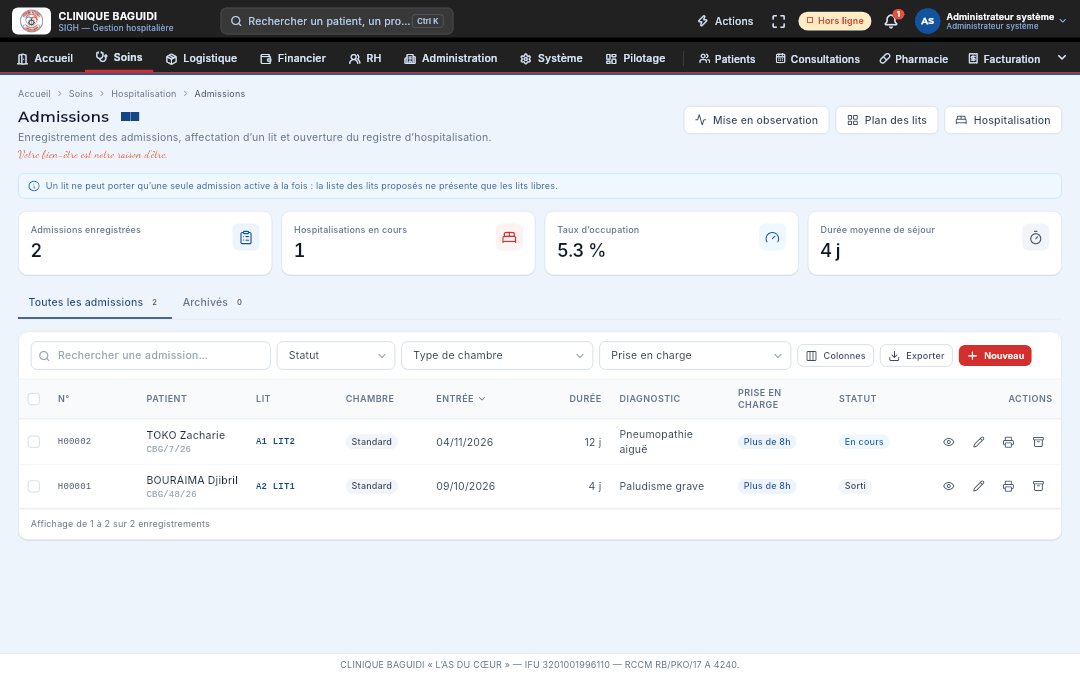 CLINIQUE BAGUIDI
SIGH — Gestion hospitalière
Rechercher un patient, un pro... Ctrl K
Actions
Hors ligne
1
AS
Administrateur système
Administrateur système
Accueil Soins Logistique Financier RH Administration Système Pilotage Patients Consultations Pharmacie Facturation
Accueil > Soins > Hospitalisation > Admissions
Admissions
Enregistrement des admissions, affectation d'un lit et ouverture du registre d'hospitalisation.
Votre bien-être est notre raison d'être.
Mise en observation Plan des lits Hospitalisation
Un lit ne peut porter qu'une seule admission active à la fois : la liste des lits proposés ne présente que les lits libres.
Admissions enregistrées
2
Hospitalisations en cours
1
Taux d'occupation
5.3 %
Durée moyenne de séjour
4 j
Toutes les admissions 2 Archivés 0
Rechercher une admission... Statut Type de chambre Prise en charge Colonnes Exporter + Nouveau
N° PATIENT LIT CHAMBRE ENTRÉE DURÉE DIAGNOSTIC PRISE EN CHARGE STATUT ACTIONS
H00002 TOKO Zacharie CBG/7/26 A1 LIT2 Standard 04/11/2026 12 j Pneumopathie aiguë Plus de 8h En cours
H00001 BOURAIMA Djibril CBG/48/26 A2 LIT1 Standard 09/10/2026 4 j Paludisme grave Plus de 8h Sorti
Affichage de 1 à 2 sur 2 enregistrements
CLINIQUE BAGUIDI « L'AS DU CŒUR » — IFU 3201001996110 — RCCM RB/PKO/17 A 4240.